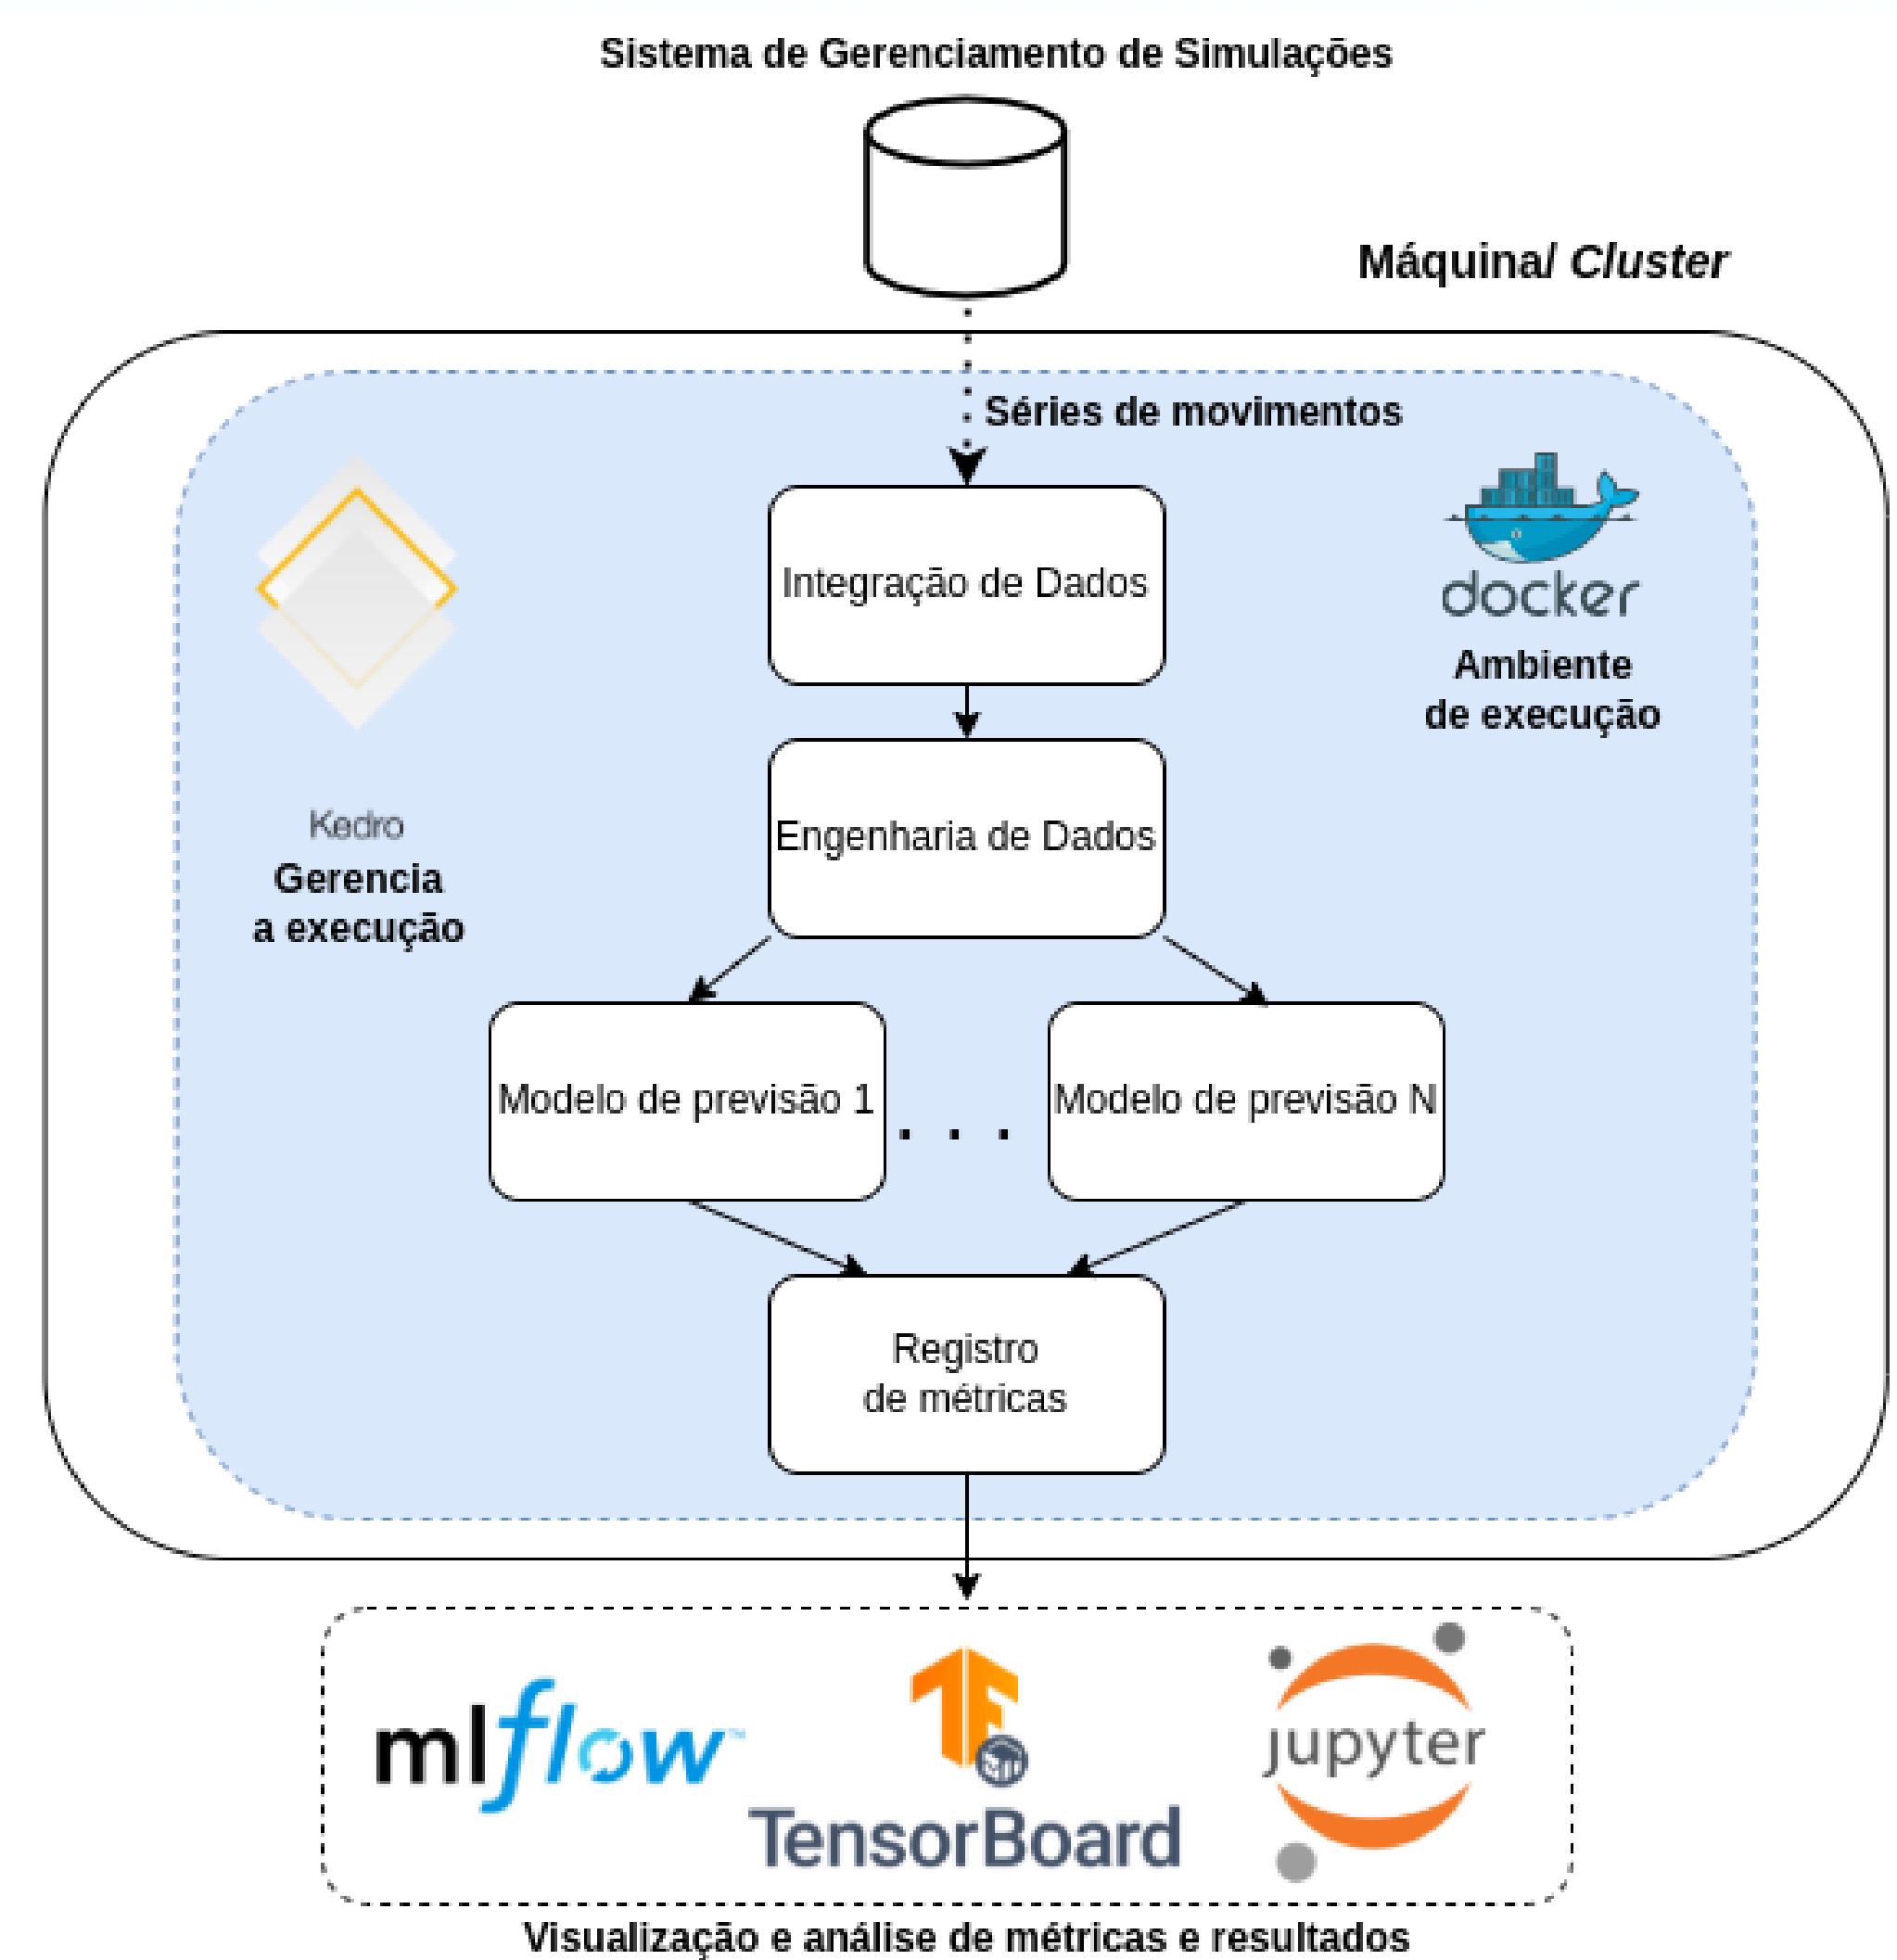 Sistema de Gerenciamento de Simulações
Máquina/ Cluster
Séries de movimentos
Integração de Dados
docker
Ambiente
de execução
Kedro
Gerencia
a execução
Engenharia de Dados
Modelo de previsão 1
. . .
Modelo de previsão N
Registro
de métricas
mlflow™
TensorBoard
jupyter
Visualização e análise de métricas e resultados